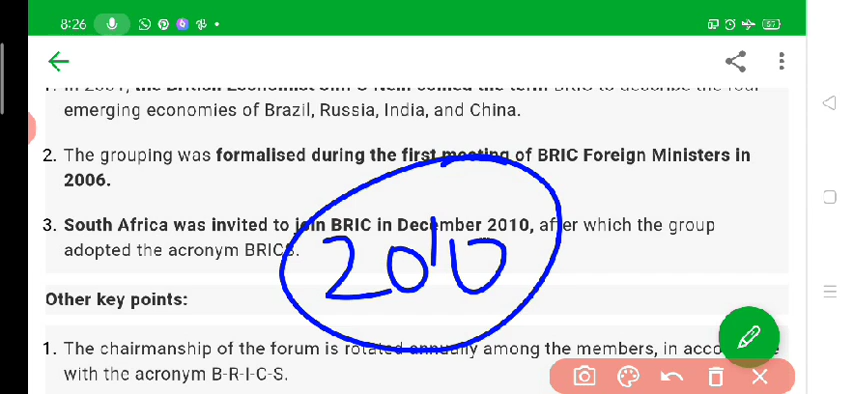 8:26
57
emerging economies of Brazil, Russia, India, and China.
2. The grouping was formalised during the first meeting of BRIC Foreign Ministers in
2006.
3. South Africa was invited to join BRIC in December 2010, after which the group
adopted the acronym BRICS.
2010
Other key points:
1. The chairmanship of the forum is rotated annually among the members, in
with the acronym B-R-I-C-S.